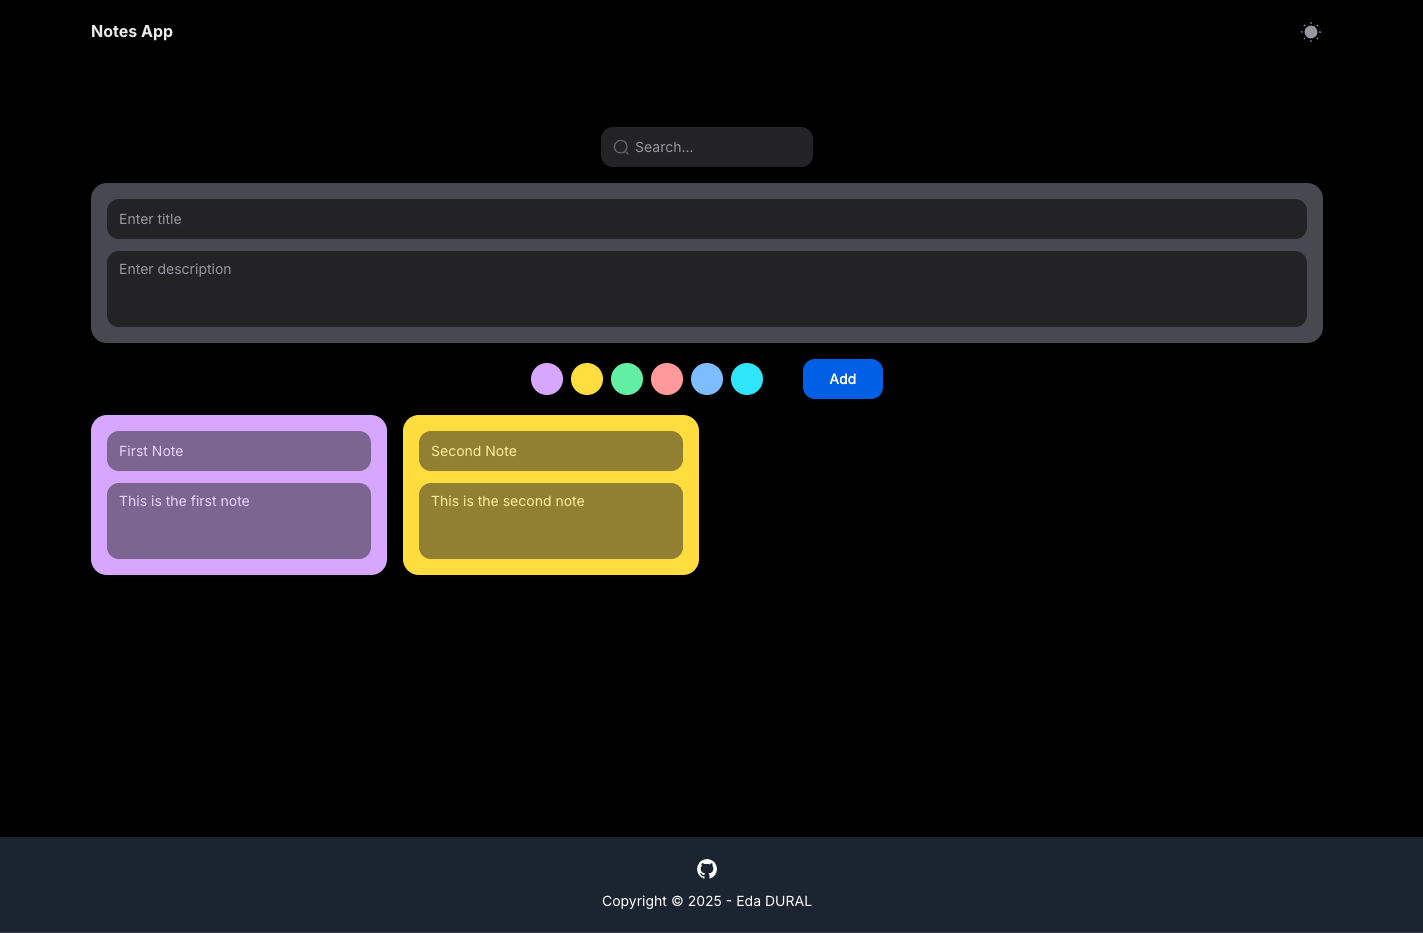 Notes App
Search...
Enter title
Enter description
Add
First Note
This is the first note
Second Note
This is the second note
Copyright © 2025 - Eda DURAL